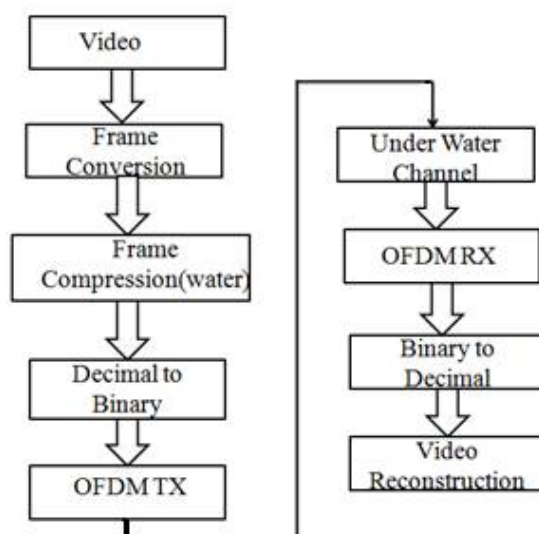 Video
Frame
Conversion
Frame
Compression(water)
Decimal to
Binary
OFDM TX
Under Water
Channel
OFDM RX
Binary to
Decimal
Video
Reconstruction